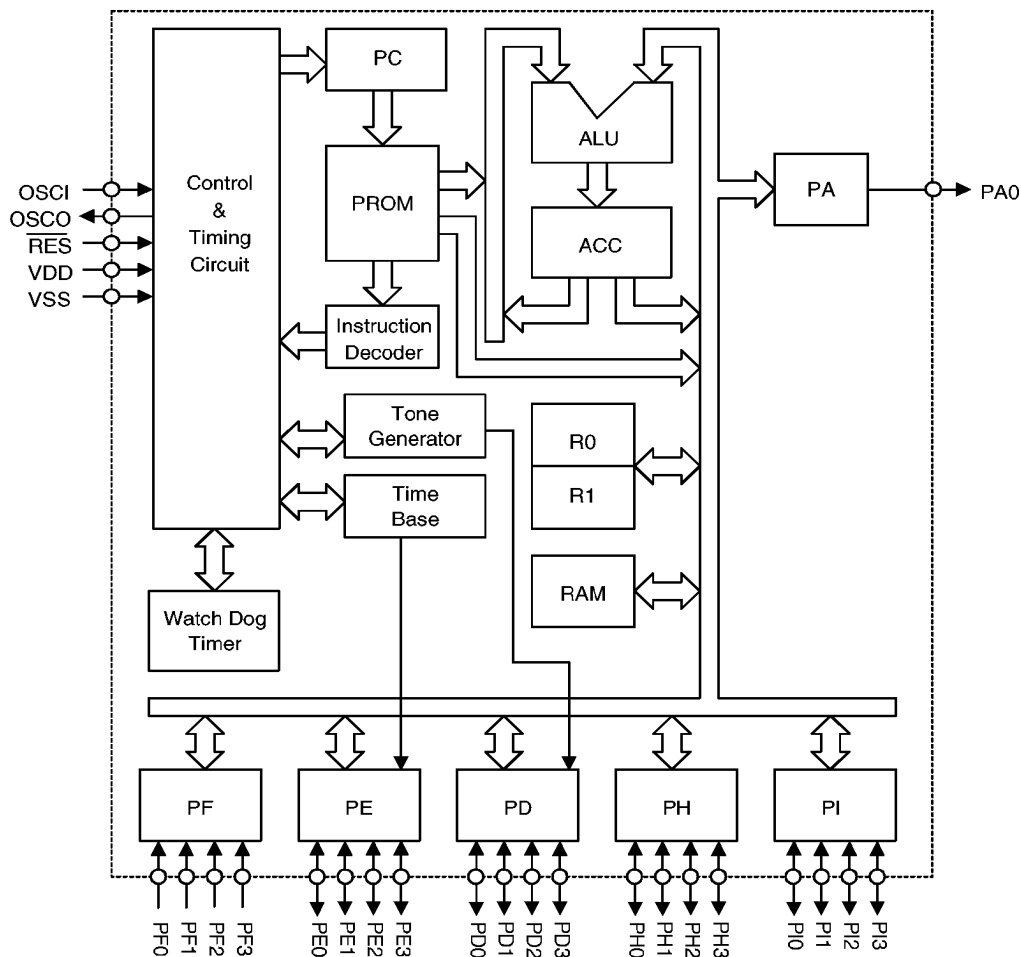 PC
ALU
Control
&
Timing
Circuit
OSCI
OSCO
RES
VDD
VSS
PROM
PA
PA0
ACC
Instruction
Decoder
Tone
Generator
R0
R1
Time
Base
RAM
Watch Dog
Timer
PF
PE
PD
PH
PI
PF0
PF1
PF2
PF3
PE0
PE1
PE2
PE3
PD0
PD1
PD2
PD3
PH0
PH1
PH2
PH3
PI0
PI1
PI2
PI3